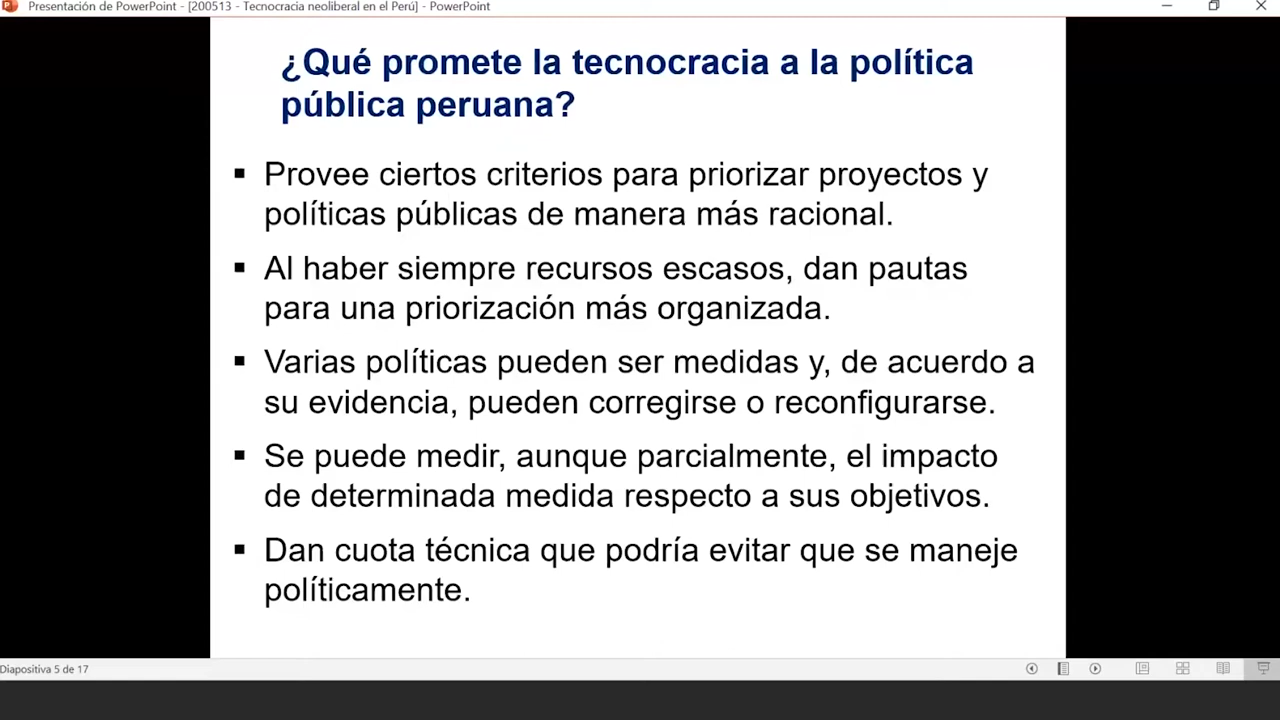 Presentación de PowerPoint - [200513 - Tecnocracia neoliberal en el Perú] - PowerPoint
¿Qué promete la tecnocracia a la política
pública peruana?
▪ Provee ciertos criterios para priorizar proyectos y
políticas públicas de manera más racional.
▪ Al haber siempre recursos escasos, dan pautas
para una priorización más organizada.
▪ Varias políticas pueden ser medidas y, de acuerdo a
su evidencia, pueden corregirse o reconfigurarse.
▪ Se puede medir, aunque parcialmente, el impacto
de determinada medida respecto a sus objetivos.
▪ Dan cuota técnica que podría evitar que se maneje
políticamente.
Diapositiva 5 de 17